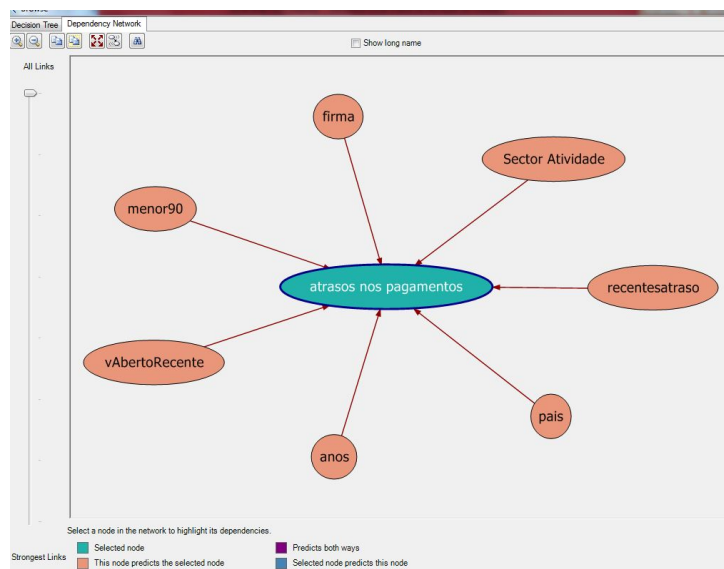 Browse
Decision Tree Dependency Network
Show long name
All Links
firma
Sector Atividade
menor90
atrasos nos pagamentos
recentesatraso
vAbertoRecente
pais
anos
Select a node in the network to highlight its dependencies.
Selected node Predicts both ways
Strongest Links This node predicts the selected node Selected node predicts this node